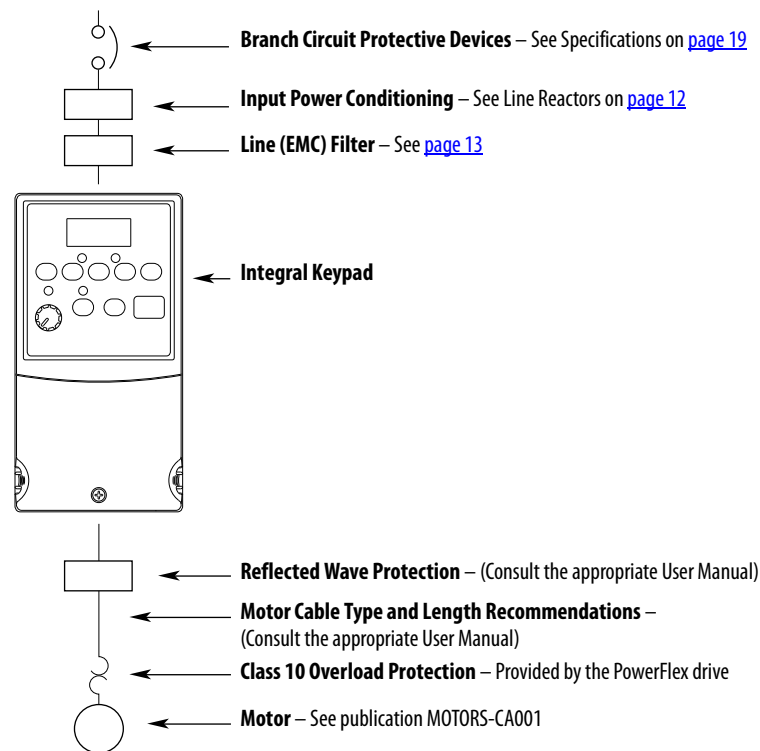 Branch Circuit Protective Devices – See Specifications on page 19
Input Power Conditioning – See Line Reactors on page 12
Line (EMC) Filter – See page 13
Integral Keypad
Reflected Wave Protection – (Consult the appropriate User Manual)
Motor Cable Type and Length Recommendations –
(Consult the appropriate User Manual)
Class 10 Overload Protection – Provided by the PowerFlex drive
Motor – See publication MOTORS-CA001